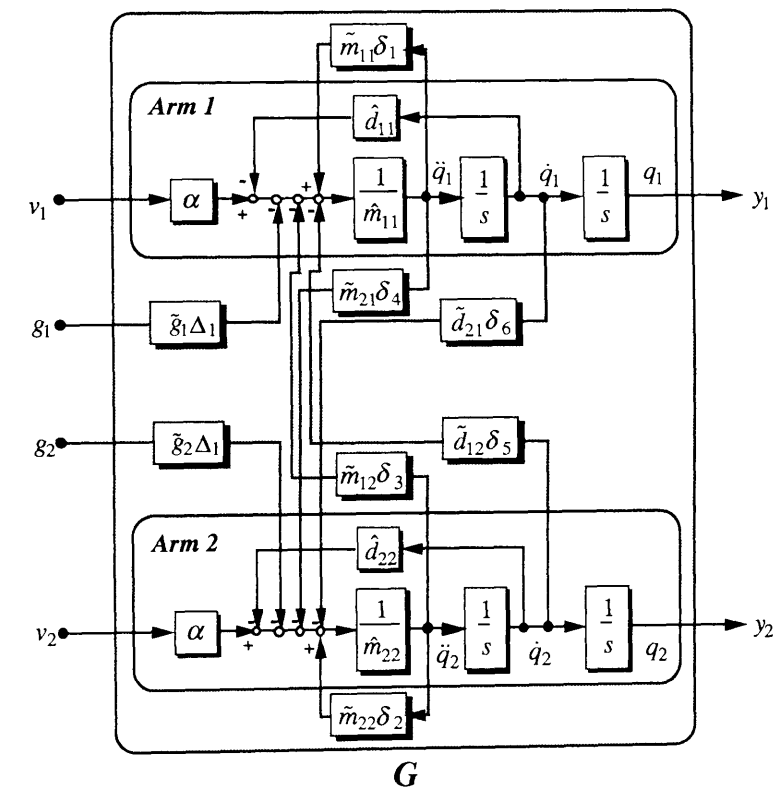 m̃₁₁δ₁
Arm 1
d̂₁₁
v₁ α - + - - - + 1/m̂₁₁ q̈₁ 1/s q̇₁ 1/s q₁ y₁
m̃₂₁δ₄
g₁ g̃₁Δ₁ d̃₂₁δ₆
g₂ g̃₂Δ₁ d̃₁₂δ₅
m̃₁₂δ₃
Arm 2
d̂₂₂
v₂ α + - - - - + 1/m̂₂₂ q̈₂ 1/s q̇₂ 1/s q₂ y₂
m̃₂₂δ₂
G